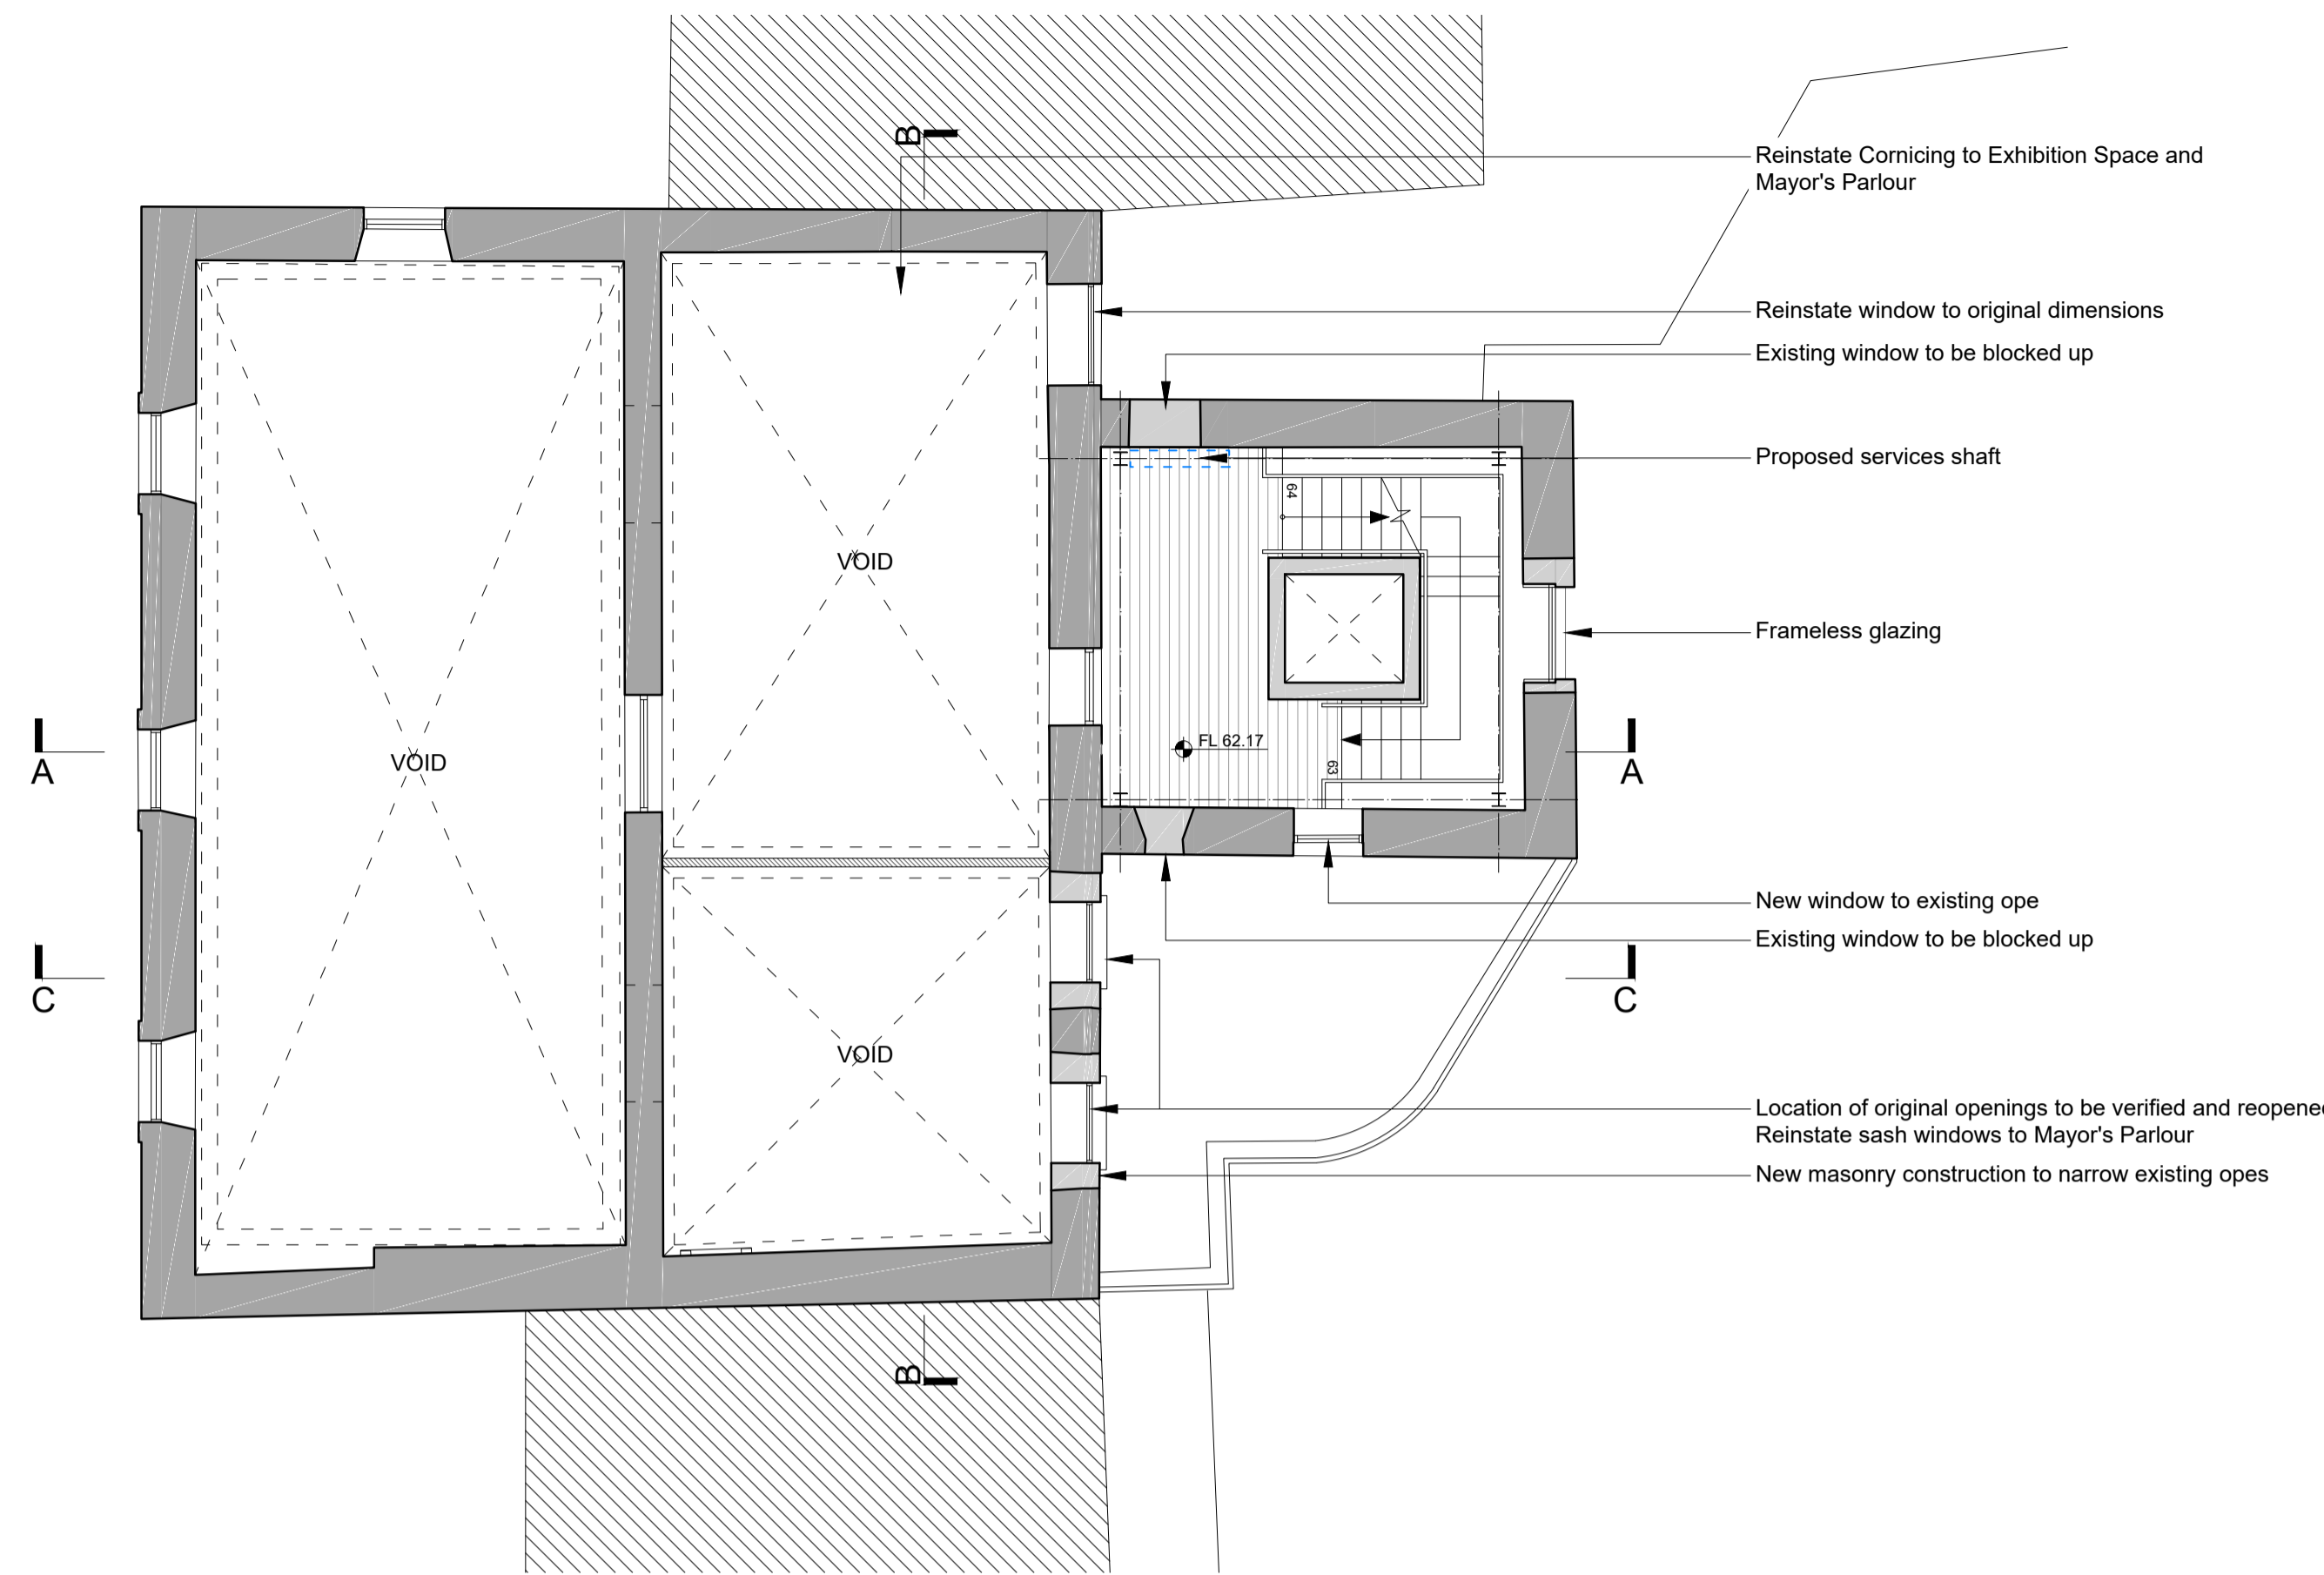 B
Reinstate Cornicing to Exhibition Space and
Mayor's Parlour
Reinstate window to original dimensions
Existing window to be blocked up
Proposed services shaft
64
VOID
Frameless glazing
FL 62.17
VOID
63
A
A
New window to existing ope
Existing window to be blocked up
C
C
VOID
Location of original openings to be verified and
Reinstate sash windows to Mayor's Parlour
New masonry construction to narrow existing opes
B